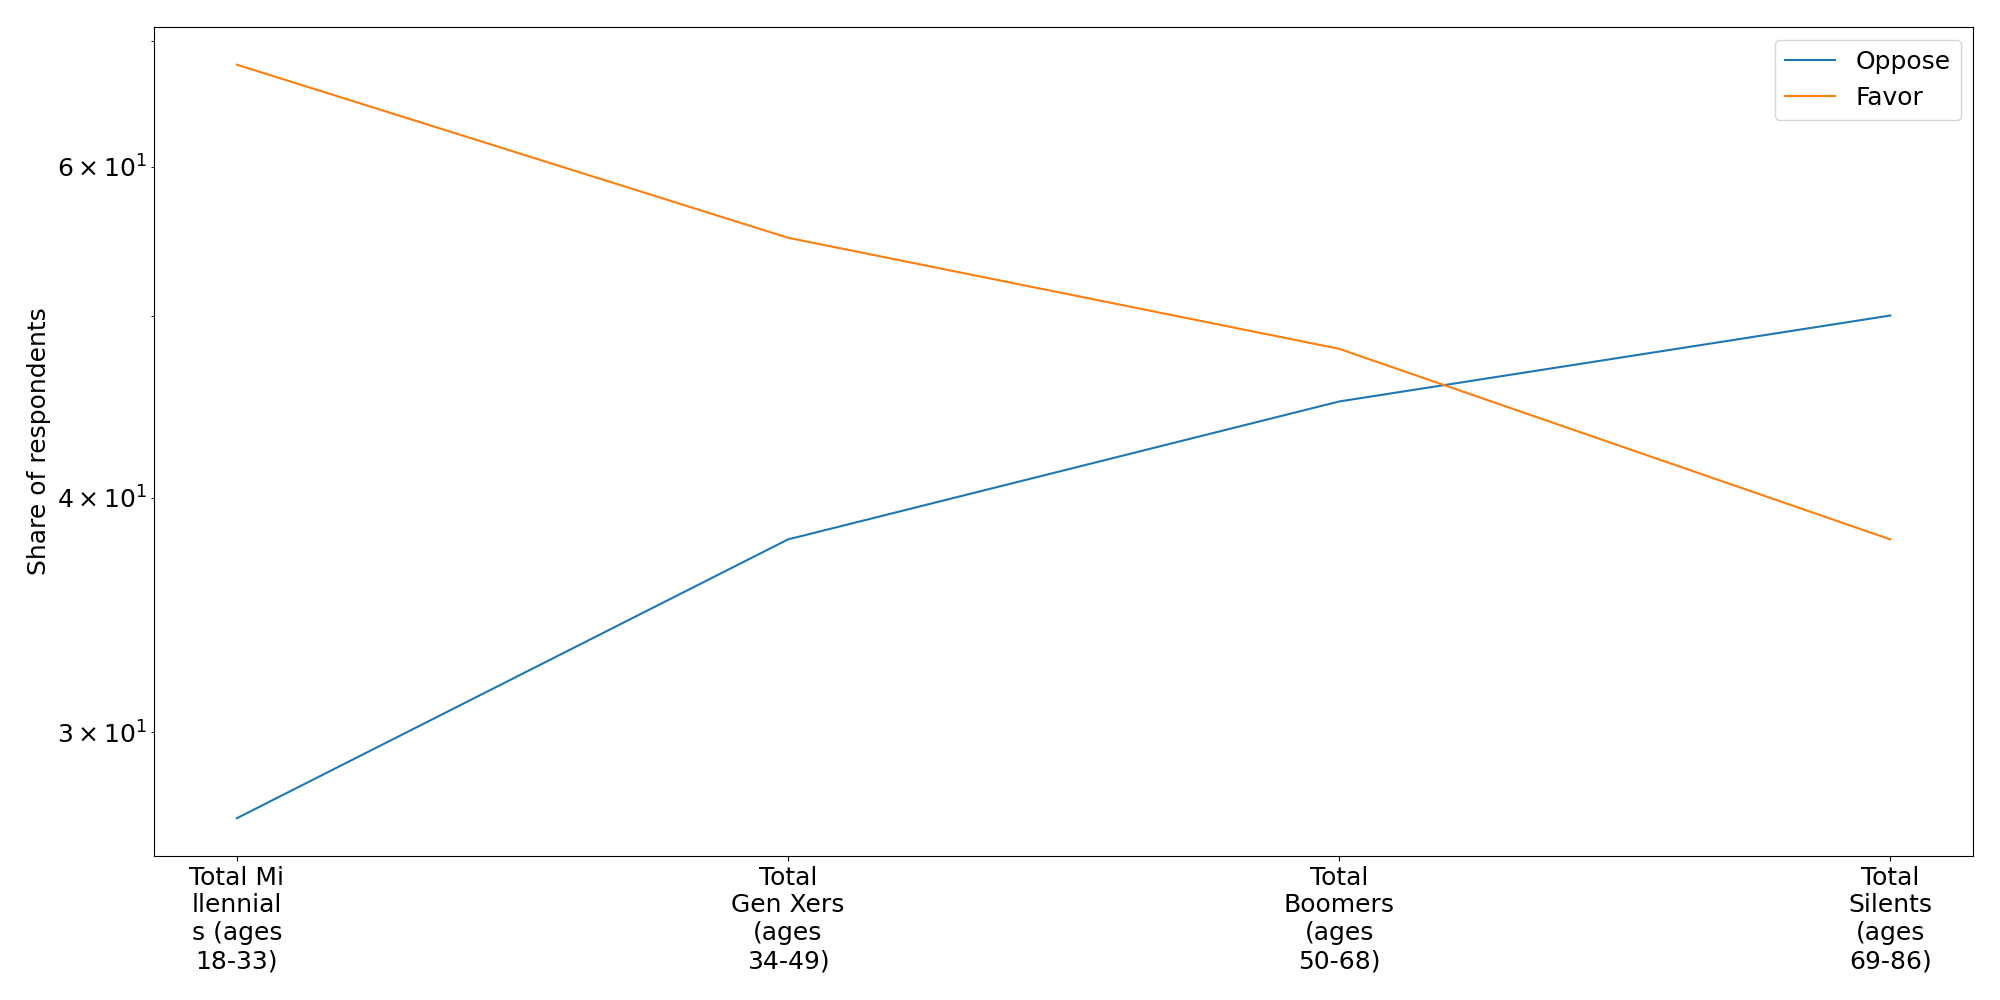 Oppose
Favor
6 × 10¹
4 × 10¹
3 × 10¹
Share of respondents
Total Mi
llennial
s (ages
18-33)
Total
Gen Xers
(ages
34-49)
Total
Boomers
(ages
50-68)
Total
Silents
(ages
69-86)